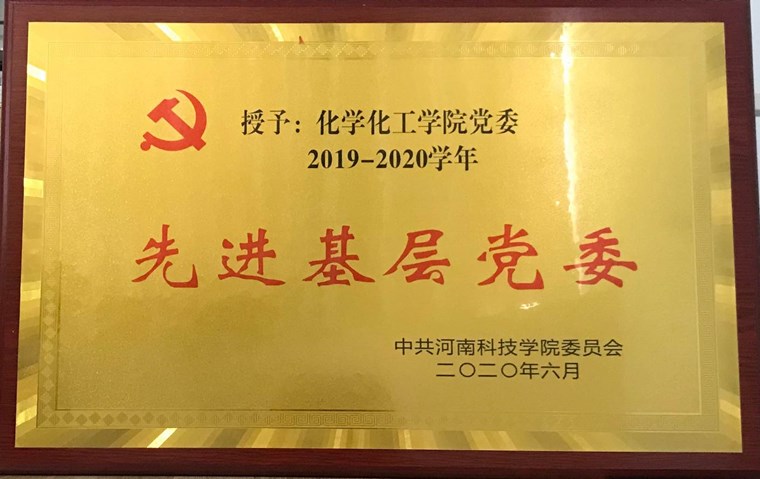 授予：化学化工学院党委
2019-2020学年
先进基层党委
中共河南科技学院委员会
二〇二〇年六月